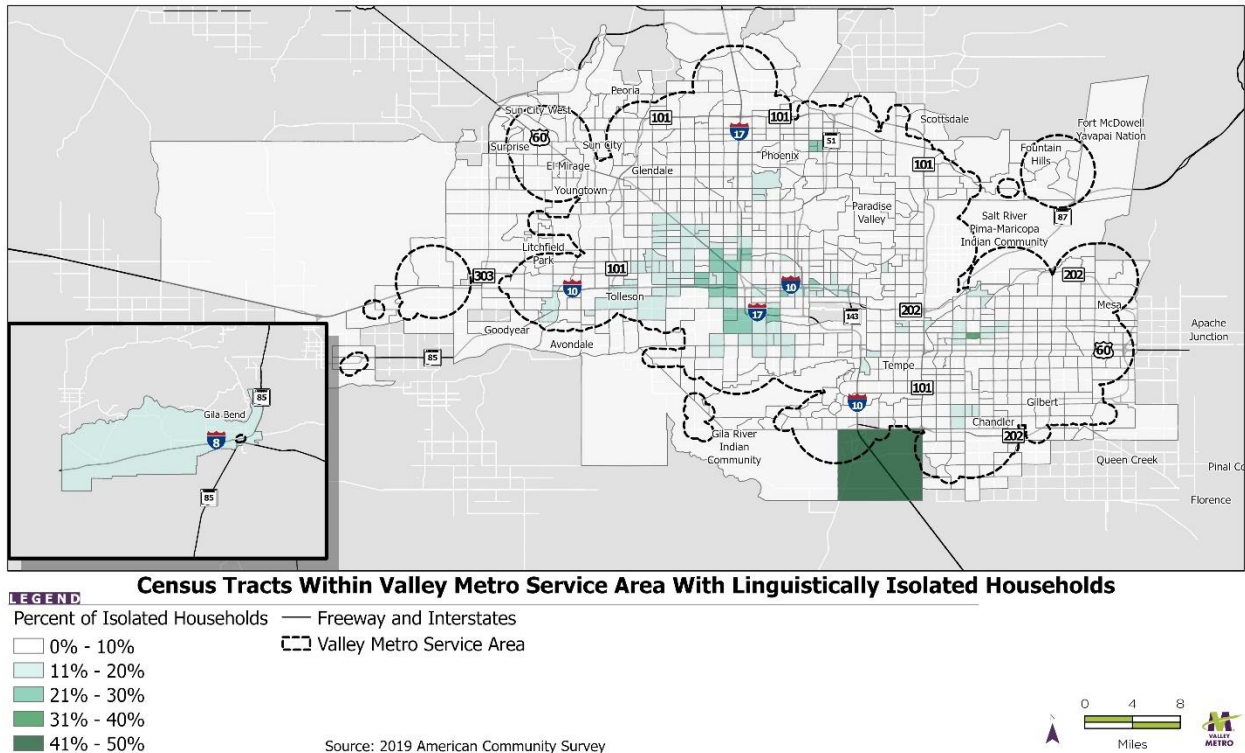 Peoria
Sun City West
101
101
Scottsdale
Fort McDowell
Yavapai Nation
60
17
51
Surprise
Sun City
Phoenix
Fountain
Hills
El Mirage
Glendale
101
Youngtown
Paradise
Valley
87
Salt River
Pima-Maricopa
Indian Community
Litchfield
Park
303
101
10
10
202
Tolleson
Mesa
202
17
143
Goodyear
Apache
Junction
Avondale
85
60
Tempe
101
10
Gilbert
Chandler
202
Gila River
Indian
Community
Queen Creek
Pinal Co
Florence
85
Gila Bend
8
85
Census Tracts Within Valley Metro Service Area With Linguistically Isolated Households
LEGEND
Percent of Isolated Households
0% - 10%
11% - 20%
21% - 30%
31% - 40%
41% - 50%
Freeway and Interstates
Valley Metro Service Area
Source: 2019 American Community Survey
N
0 4 8
Miles
VALLEY
METRO